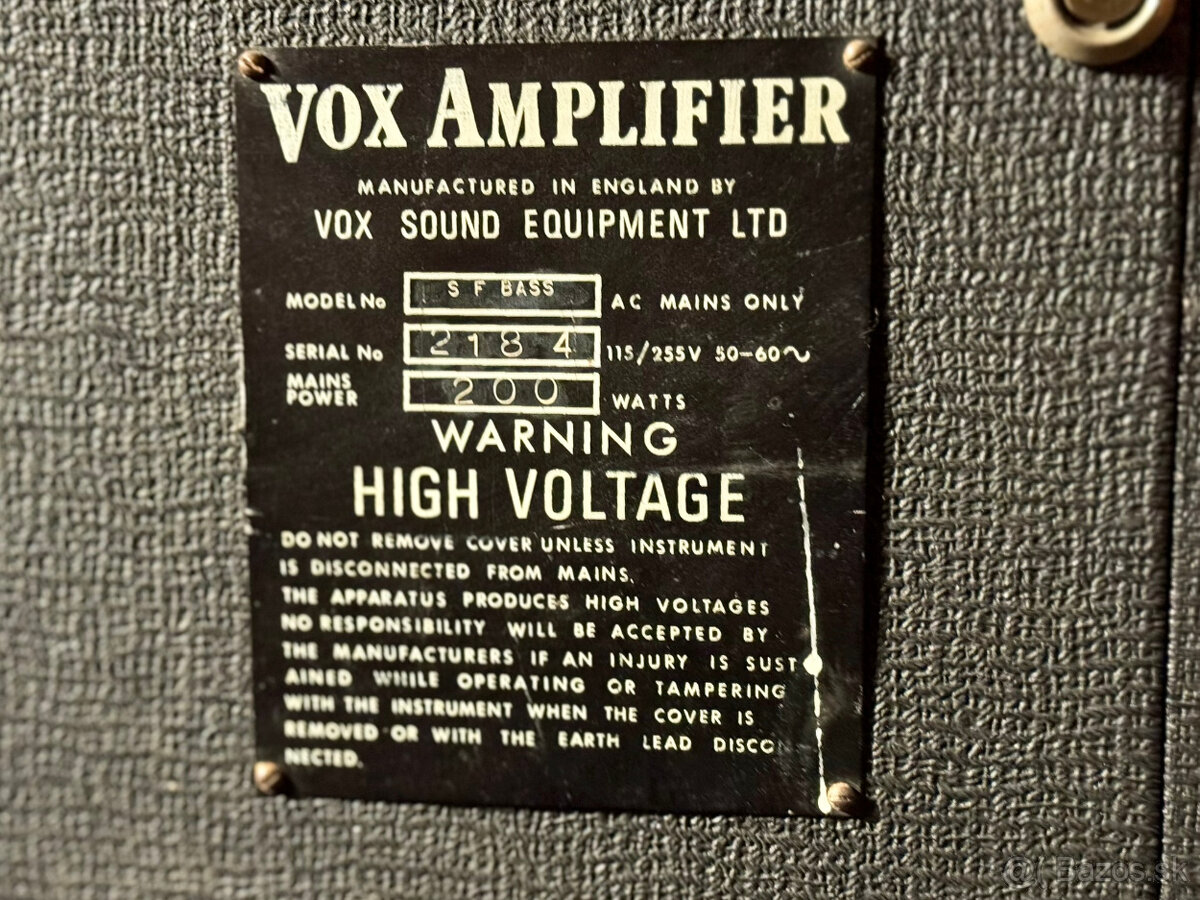 VOX AMPLIFIER
MANUFACTURED IN ENGLAND BY
VOX SOUND EQUIPMENT LTD
MODEL No S F BASS AC MAINS ONLY
SERIAL No 2184 115/255V 50-60∿
MAINS
POWER 200 WATTS
WARNING
HIGH VOLTAGE
DO NOT REMOVE COVER UNLESS INSTRUMENT
IS DISCONNECTED FROM MAINS.
THE APPARATUS PRODUCES HIGH VOLTAGES
NO RESPONSIBILITY WILL BE ACCEPTED BY
THE MANUFACTURERS IF AN INJURY IS SUST
AINED WHILE OPERATING OR TAMPERING
WITH THE INSTRUMENT WHEN THE COVER IS
REMOVED OR WITH THE EARTH LEAD DISCO
NNECTED.
@ Bazos.sk